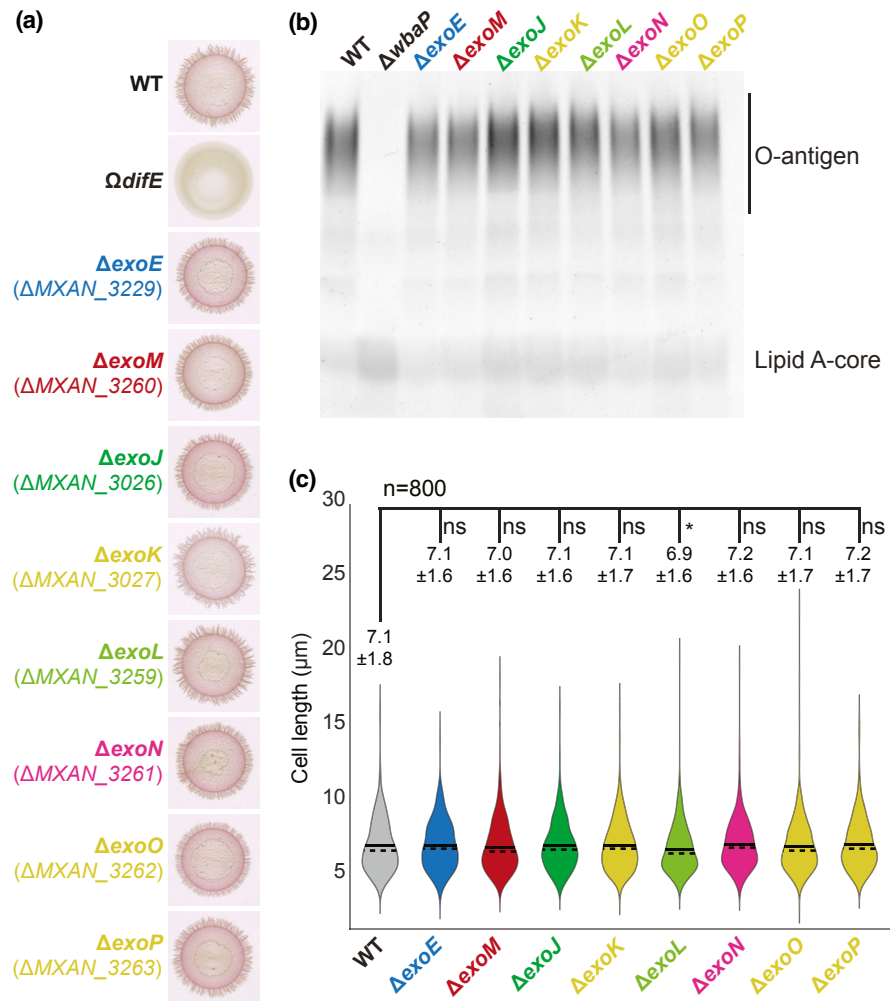 (a)
WT
ΩdifE
ΔexoE
(ΔMXAN_3229)
ΔexoM
(ΔMXAN_3260)
ΔexoJ
(ΔMXAN_3026)
ΔexoK
(ΔMXAN_3027)
ΔexoL
(ΔMXAN_3259)
ΔexoN
(ΔMXAN_3261)
ΔexoO
(ΔMXAN_3262)
ΔexoP
(ΔMXAN_3263)
(b)
WT ΔwbaP ΔexoE ΔexoM ΔexoJ ΔexoK ΔexoL ΔexoN ΔexoO ΔexoP
O-antigen
Lipid A-core
(c)
n=800
ns ns ns ns * ns ns ns
7.1 7.0 7.1 7.1 6.9 7.2 7.1 7.2
±1.6 ±1.6 ±1.6 ±1.7 ±1.6 ±1.6 ±1.7 ±1.7
7.1
±1.8
Cell length (µm)
30
25
20
15
10
5
WT ΔexoE ΔexoM ΔexoJ ΔexoK ΔexoL ΔexoN ΔexoO ΔexoP